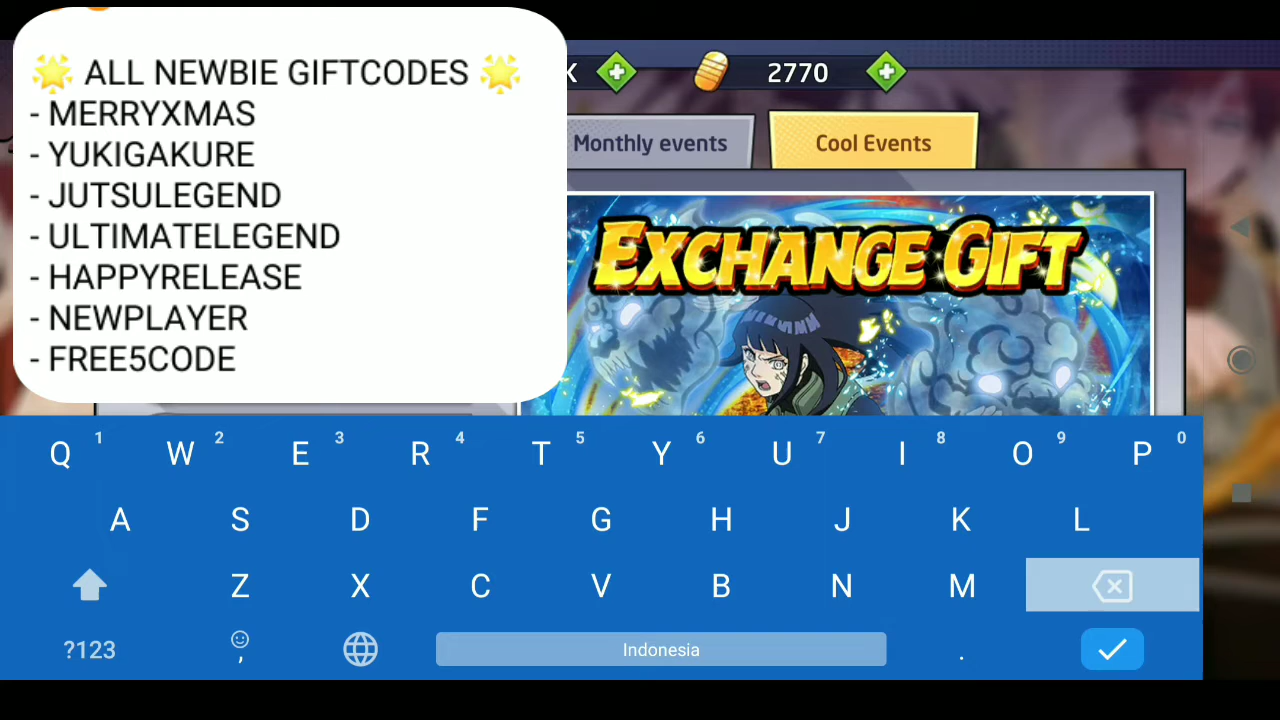 🌟 ALL NEWBIE GIFTCODES 🌟
- MERRYXMAS
- YUKIGAKURE
- JUTSULEGEND
- ULTIMATELEGEND
- HAPPYRELEASE
- NEWPLAYER
- FREE5CODE
K
2770
Monthly events
Cool Events
EXCHANGE GIFT
Q 1 W 2 E 3 R 4 T 5 Y 6 U 7 I 8 O 9 P 0
A S D F G H J K L
Z X C V B N M
?123 , Indonesia .